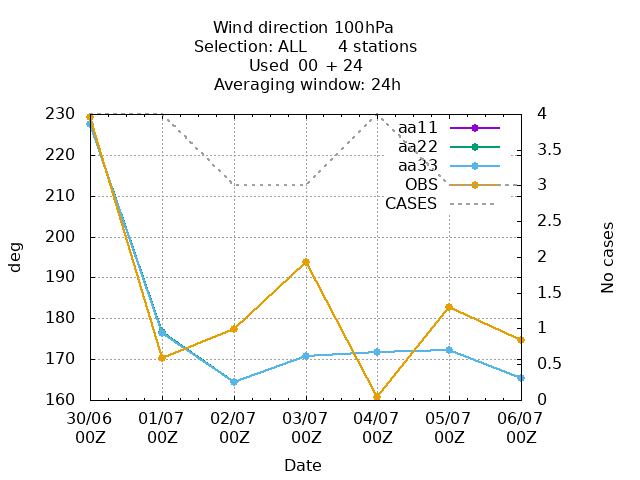 Wind direction 100hPa
Selection: ALL 4 stations
Used 00 + 24
Averaging window: 24h
230
220
210
200
190
180
170
160
deg
4
3.5
3
2.5
2
1.5
1
0.5
0
No cases
aa11
aa22
aa33
OBS
CASES
30/06 01/07 02/07 03/07 04/07 05/07 06/07
00Z 00Z 00Z 00Z 00Z 00Z 00Z
Date